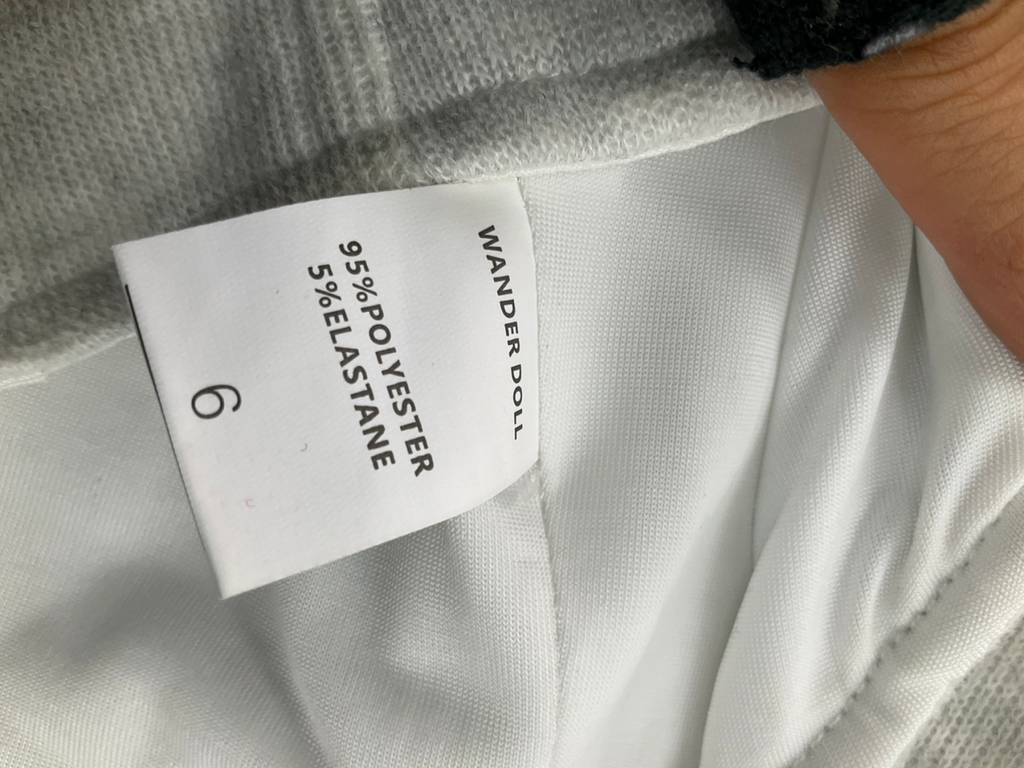 WANDER DOLL
95%POLYESTER
5%ELASTANE
6